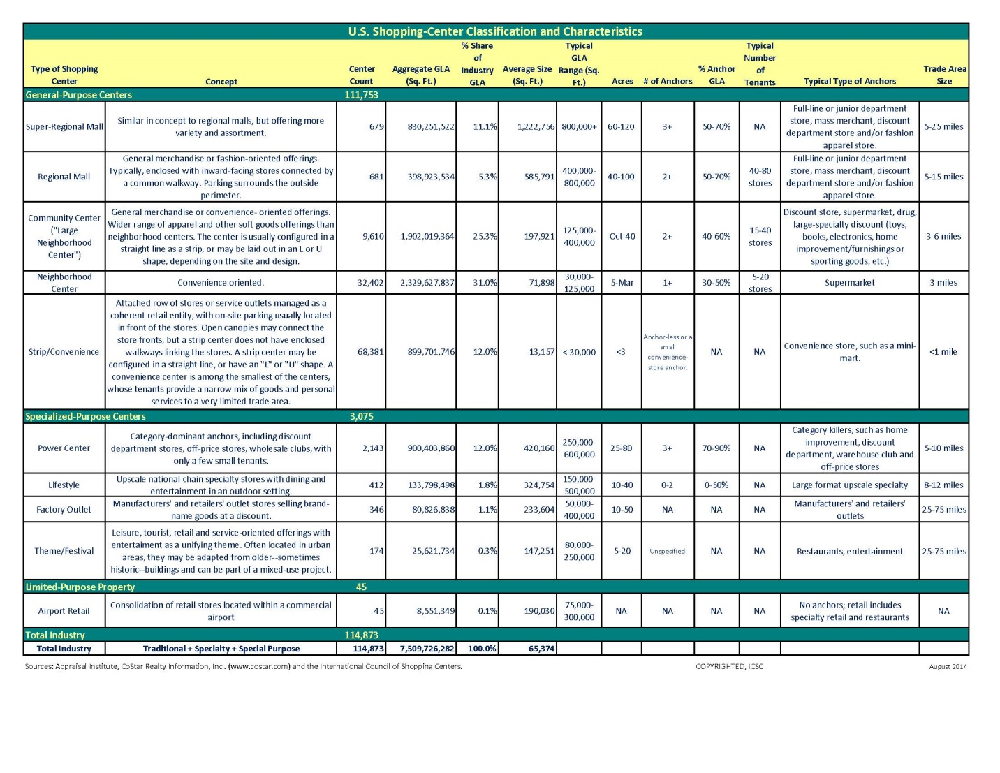 U.S. Shopping-Center Classification and Characteristics
Type of Shopping Center | Concept | Center Count | Aggregate GLA (Sq. Ft.) | % Share of Industry GLA | Average Size (Sq. Ft.) | Typical GLA Range (Sq. Ft.) | Acres | # of Anchors | % Anchor GLA | Typical Number of Tenants | Typical Type of Anchors | Trade Area Size
General-Purpose Centers 111,753
Super-Regional Mall | Similar in concept to regional malls, but offering more variety and assortment. | 679 | 830,251,522 | 11.1% | 1,222,756 | 800,000+ | 60-120 | 3+ | 50-70% | NA | Full-line or junior department store, mass merchant, discount department store and/or fashion apparel store. | 5-25 miles
Regional Mall | General merchandise or fashion-oriented offerings. Typically, enclosed with inward-facing stores connected by a common walkway. Parking surrounds the outside perimeter. | 681 | 398,923,534 | 5.3% | 585,791 | 400,000-800,000 | 40-100 | 2+ | 50-70% | 40-80 stores | Full-line or junior department store, mass merchant, discount department store and/or fashion apparel store. | 5-15 miles
Community Center ("Large Neighborhood Center") | General merchandise or convenience- oriented offerings. Wider range of apparel and other soft goods offerings than neighborhood centers. The center is usually configured in a straight line as a strip, or may be laid out in an L or U shape, depending on the site and design. | 9,610 | 1,902,019,364 | 25.3% | 197,921 | 125,000-400,000 | Oct-40 | 2+ | 40-60% | 15-40 stores | Discount store, supermarket, drug, large-specialty discount (toys, books, electronics, home improvement/furnishings or sporting goods, etc.) | 3-6 miles
Neighborhood Center | Convenience oriented. | 32,402 | 2,329,627,837 | 31.0% | 71,898 | 30,000-125,000 | 5-Mar | 1+ | 30-50% | 5-20 stores | Supermarket | 3 miles
Strip/Convenience | Attached row of stores or service outlets managed as a coherent retail entity, with on-site parking usually located in front of the stores. Open canopies may connect the store fronts, but a strip center does not have enclosed walkways linking the stores. A strip center may be configured in a straight line, or have an "L" or "U" shape. A convenience center is among the smallest of the centers, whose tenants provide a narrow mix of goods and personal services to a very limited trade area. | 68,381 | 899,701,746 | 12.0% | 13,157 | < 30,000 | <3 | Anchor-less or a small convenience-store anchor. | NA | NA | Convenience store, such as a mini-mart. | <1 mile
Specialized-Purpose Centers 3,075
Power Center | Category-dominant anchors, including discount department stores, off-price stores, wholesale clubs, with only a few small tenants. | 2,143 | 900,403,860 | 12.0% | 420,160 | 250,000-600,000 | 25-80 | 3+ | 70-90% | NA | Category killers, such as home improvement, discount department, warehouse club and off-price stores | 5-10 miles
Lifestyle | Upscale national-chain specialty stores with dining and entertainment in an outdoor setting. | 412 | 133,798,498 | 1.8% | 324,754 | 150,000-500,000 | 10-40 | 0-2 | 0-50% | NA | Large format upscale specialty | 8-12 miles
Factory Outlet | Manufacturers' and retailers' outlet stores selling brand-name goods at a discount. | 346 | 80,826,838 | 1.1% | 233,604 | 50,000-400,000 | 10-50 | NA | NA | NA | Manufacturers' and retailers' outlets | 25-75 miles
Theme/Festival | Leisure, tourist, retail and service-oriented offerings with entertaiment as a unifying theme. Often located in urban areas, they may be adapted from older--sometimes historic--buildings and can be part of a mixed-use project. | 174 | 25,621,734 | 0.3% | 147,251 | 80,000-250,000 | 5-20 | Unspecified | NA | NA | Restaurants, entertainment | 25-75 miles
Limited-Purpose Property 45
Airport Retail | Consolidation of retail stores located within a commercial airport | 45 | 8,551,349 | 0.1% | 190,030 | 75,000-300,000 | NA | NA | NA | NA | No anchors; retail includes specialty retail and restaurants | NA
Total Industry 114,873
Total Industry | Traditional + Specialty + Special Purpose | 114,873 | 7,509,726,282 | 100.0% | 65,374
Sources: Appraisal Institute, CoStar Realty Information, Inc. (www.costar.com) and the International Council of Shopping Centers. COPYRIGHTED, ICSC August 2014